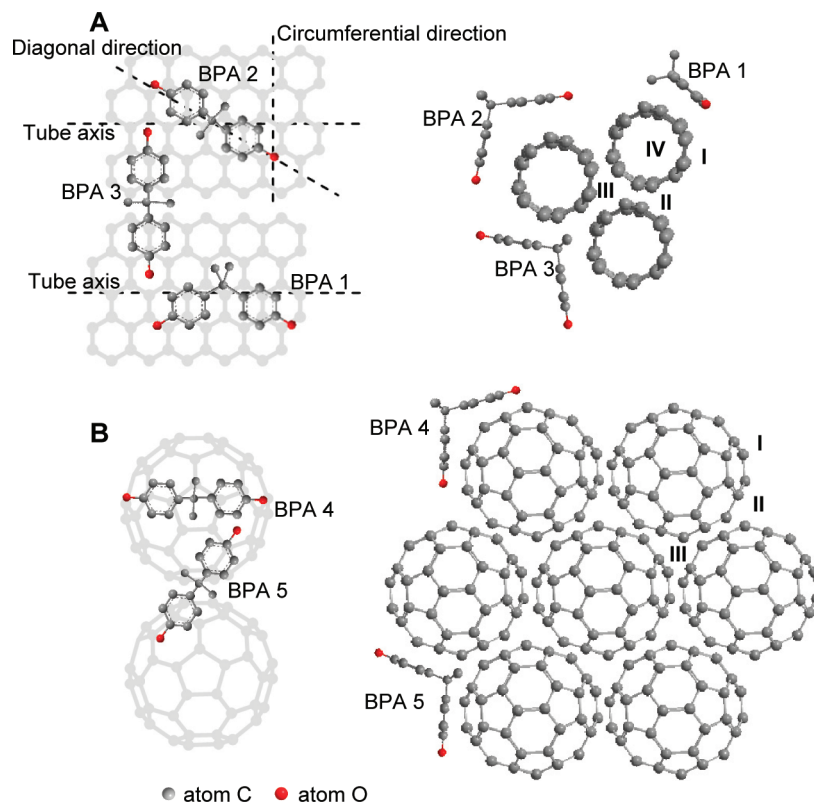 A
Diagonal direction
Circumferential direction
BPA 2
Tube axis
BPA 3
Tube axis
BPA 1
BPA 1
BPA 2
IV
I
III
II
BPA 3
B
BPA 4
BPA 5
BPA 4
I
II
III
BPA 5
atom C
atom O